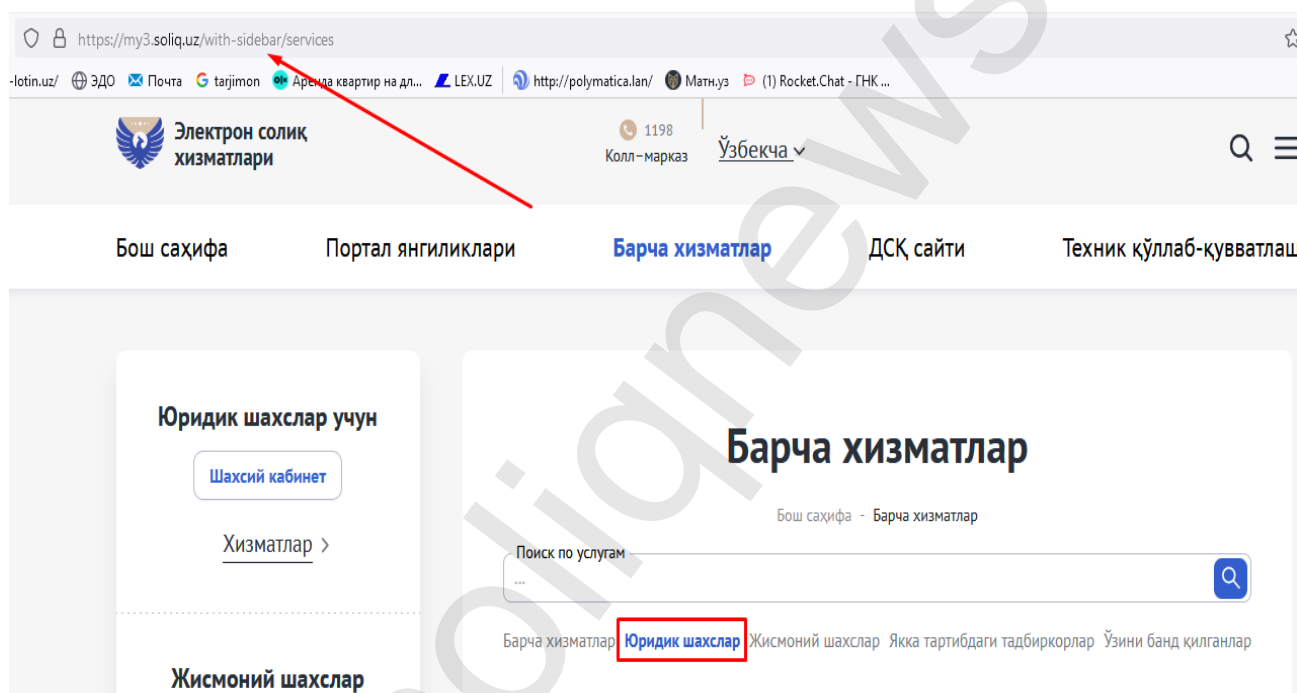 https://my3.soliq.uz/with-sidebar/services
-lotin.uz/ ЭДО Почта tarjimon Аренда квартир на дл... LEX.UZ http://polymatica.lan/ Матн.уз (1) Rocket.Chat - ГНК ...
Электрон солиқ
хизматлари
1198
Колл-марказ
Ўзбекча
Бош саҳифа Портал янгиликлари Барча хизматлар ДСҚ сайти Техник қўллаб-қувватлаш
Юридик шахслар учун
Шахсий кабинет
Хизматлар >
Жисмоний шахслар
Барча хизматлар
Бош саҳифа - Барча хизматлар
Поиск по услугам
...
Барча хизматлар Юридик шахслар Жисмоний шахслар Якка тартибдаги тадбиркорлар Ўзини банд қилганлар
soliqnews